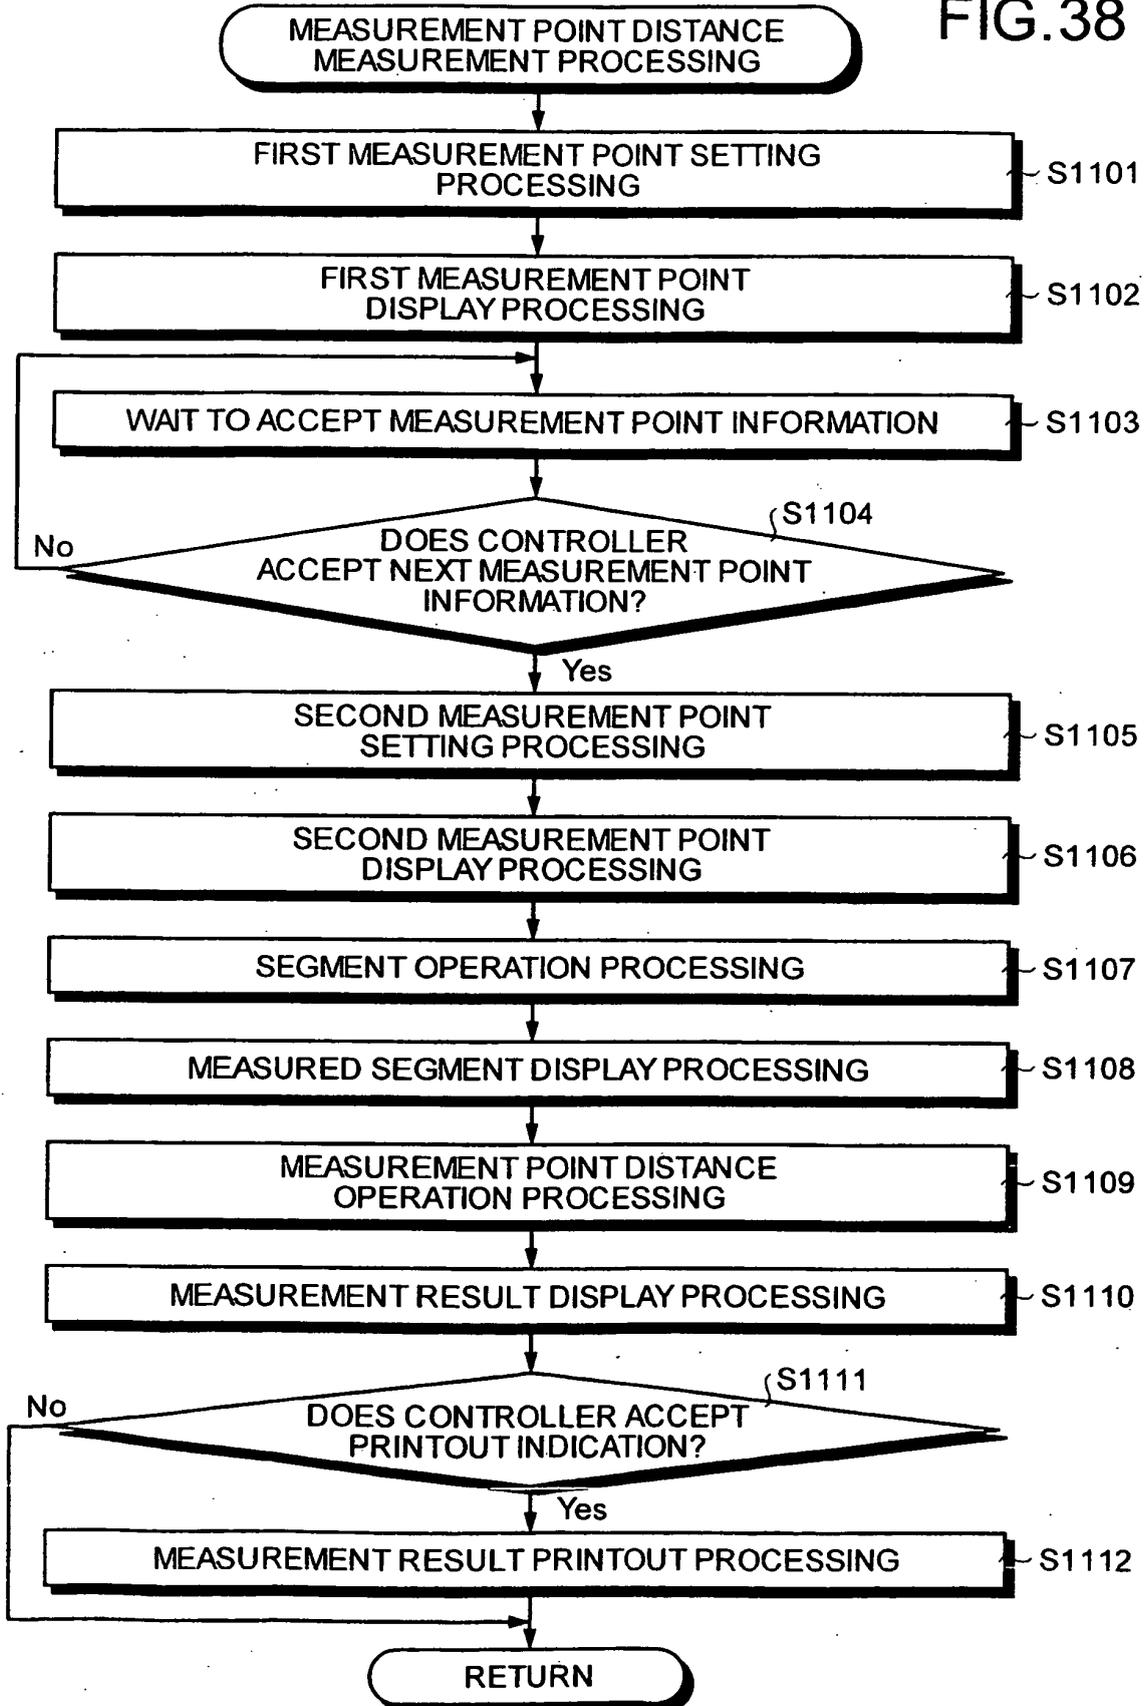 FIG.38
MEASUREMENT POINT DISTANCE
MEASUREMENT PROCESSING
FIRST MEASUREMENT POINT SETTING
PROCESSING
S1101
FIRST MEASUREMENT POINT
DISPLAY PROCESSING
S1102
WAIT TO ACCEPT MEASUREMENT POINT INFORMATION
S1103
S1104
No
DOES CONTROLLER
ACCEPT NEXT MEASUREMENT POINT
INFORMATION?
Yes
SECOND MEASUREMENT POINT
SETTING PROCESSING
S1105
SECOND MEASUREMENT POINT
DISPLAY PROCESSING
S1106
SEGMENT OPERATION PROCESSING
S1107
MEASURED SEGMENT DISPLAY PROCESSING
S1108
MEASUREMENT POINT DISTANCE
OPERATION PROCESSING
S1109
MEASUREMENT RESULT DISPLAY PROCESSING
S1110
S1111
No
DOES CONTROLLER ACCEPT
PRINTOUT INDICATION?
Yes
MEASUREMENT RESULT PRINTOUT PROCESSING
S1112
RETURN